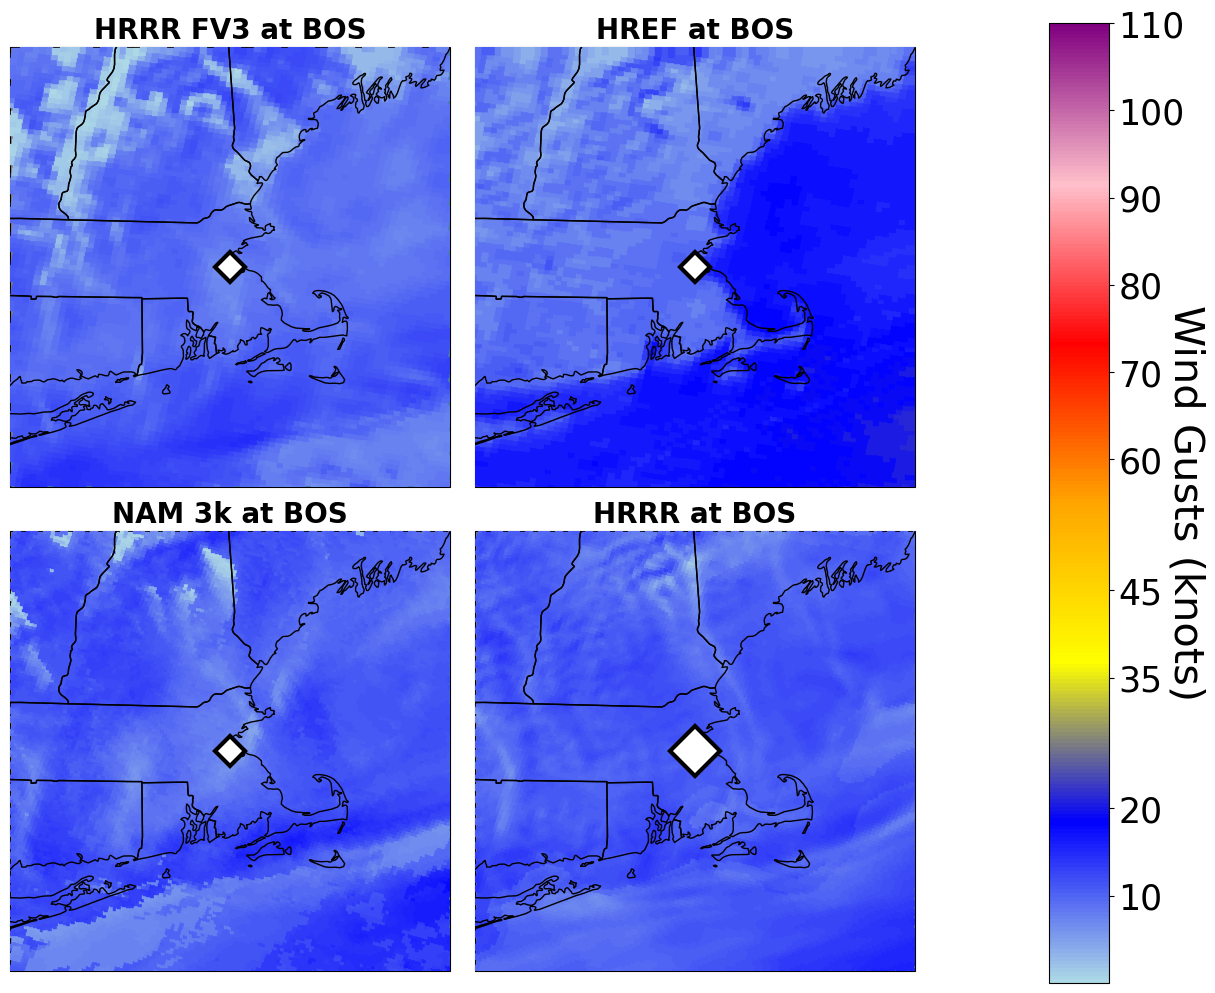 HRRR FV3 at BOS
HREF at BOS
NAM 3k at BOS
HRRR at BOS
110
100
90
80
70
60
45
35
20
10
Wind Gusts (knots)